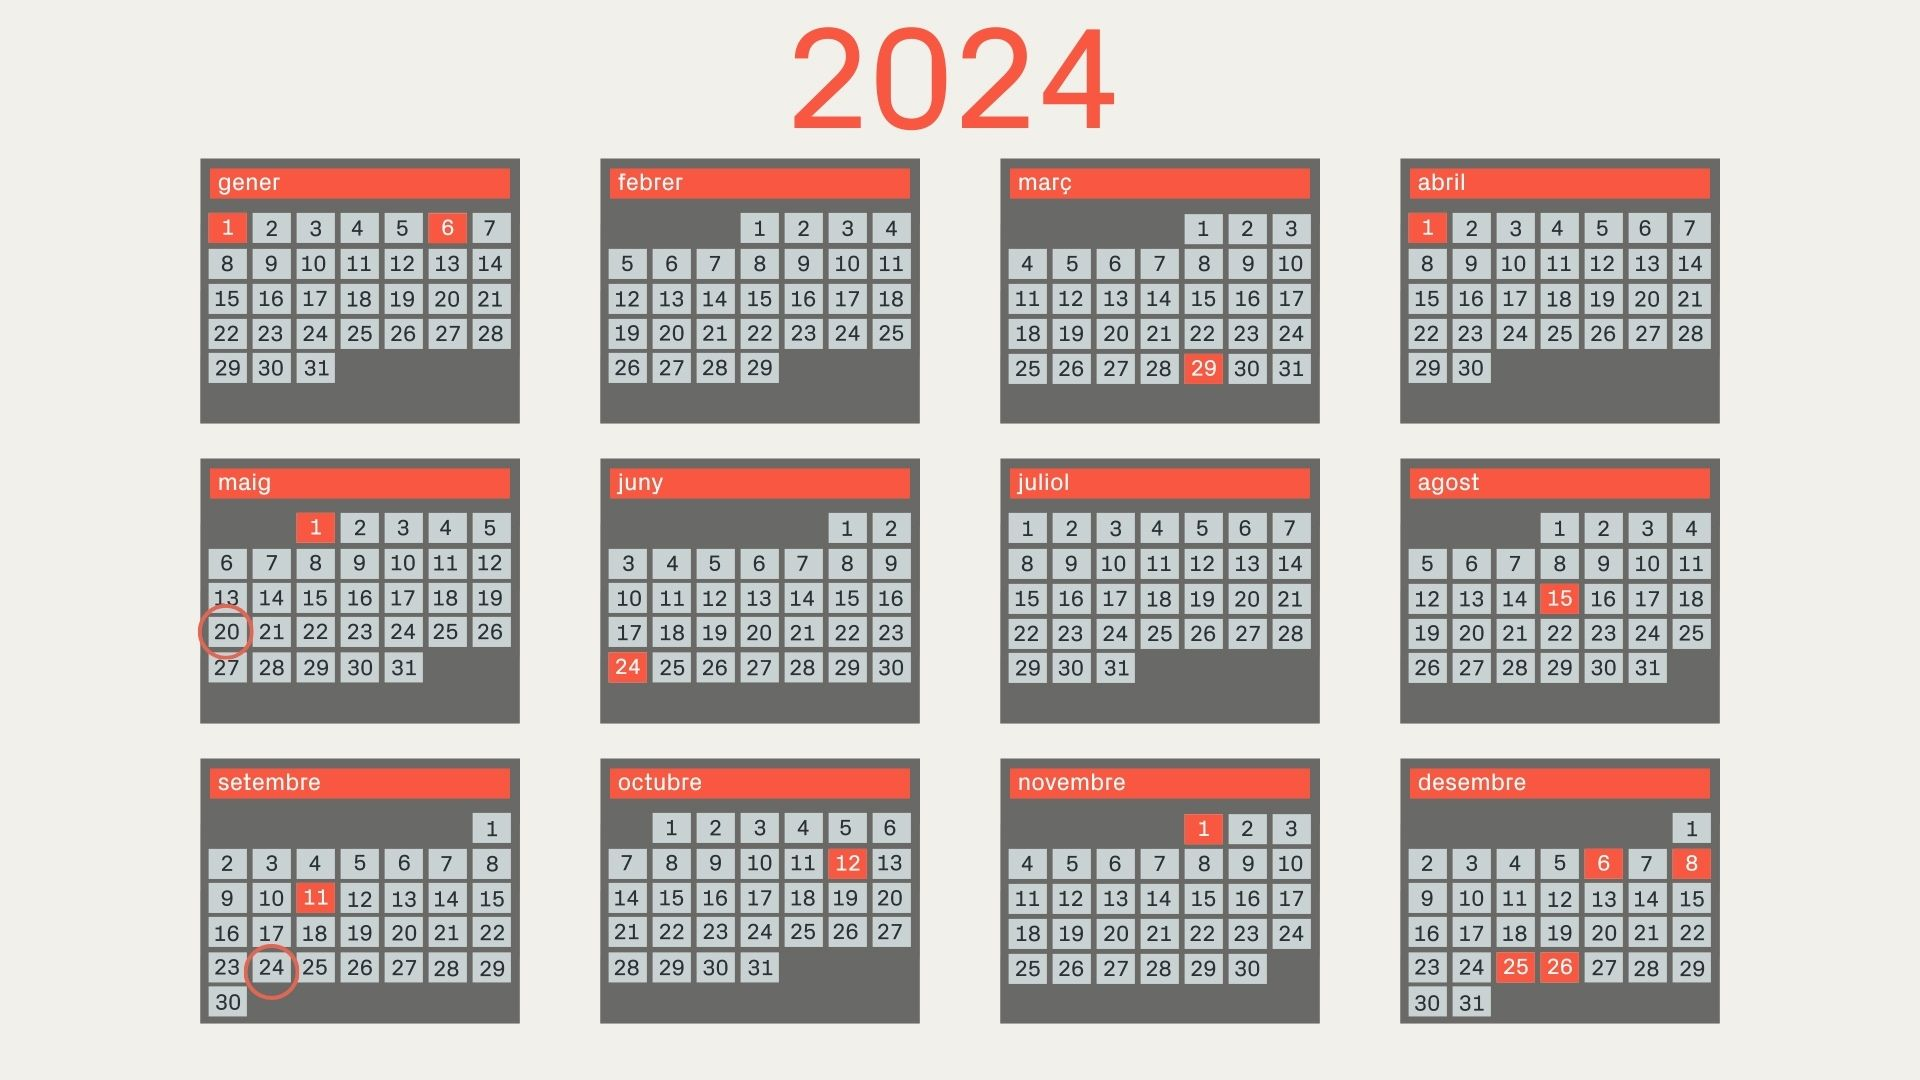 2024
gener
1 2 3 4 5 6 7
8 9 10 11 12 13 14
15 16 17 18 19 20 21
22 23 24 25 26 27 28
29 30 31
febrer
1 2 3 4
5 6 7 8 9 10 11
12 13 14 15 16 17 18
19 20 21 22 23 24 25
26 27 28 29
març
1 2 3
4 5 6 7 8 9 10
11 12 13 14 15 16 17
18 19 20 21 22 23 24
25 26 27 28 29 30 31
abril
1 2 3 4 5 6 7
8 9 10 11 12 13 14
15 16 17 18 19 20 21
22 23 24 25 26 27 28
29 30
maig
1 2 3 4 5
6 7 8 9 10 11 12
13 14 15 16 17 18 19
20 21 22 23 24 25 26
27 28 29 30 31
juny
1 2
3 4 5 6 7 8 9
10 11 12 13 14 15 16
17 18 19 20 21 22 23
24 25 26 27 28 29 30
juliol
1 2 3 4 5 6 7
8 9 10 11 12 13 14
15 16 17 18 19 20 21
22 23 24 25 26 27 28
29 30 31
agost
1 2 3 4
5 6 7 8 9 10 11
12 13 14 15 16 17 18
19 20 21 22 23 24 25
26 27 28 29 30 31
setembre
1
2 3 4 5 6 7 8
9 10 11 12 13 14 15
16 17 18 19 20 21 22
23 24 25 26 27 28 29
30
octubre
1 2 3 4 5 6
7 8 9 10 11 12 13
14 15 16 17 18 19 20
21 22 23 24 25 26 27
28 29 30 31
novembre
1 2 3
4 5 6 7 8 9 10
11 12 13 14 15 16 17
18 19 20 21 22 23 24
25 26 27 28 29 30
desembre
1
2 3 4 5 6 7 8
9 10 11 12 13 14 15
16 17 18 19 20 21 22
23 24 25 26 27 28 29
30 31